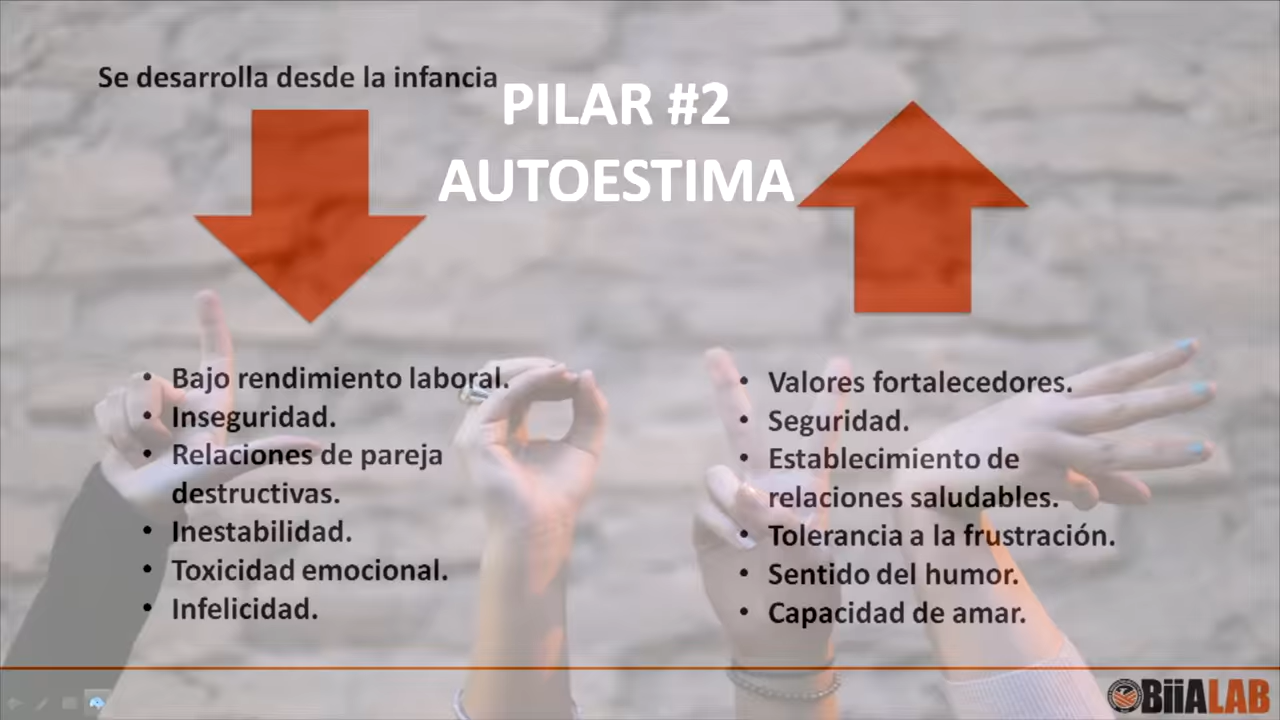 Se desarrolla desde la infancia
PILAR #2
AUTOESTIMA
• Bajo rendimiento laboral.
• Inseguridad.
• Relaciones de pareja
destructivas.
• Inestabilidad.
• Toxicidad emocional.
• Infelicidad.
• Valores fortalecedores.
• Seguridad.
• Establecimiento de
relaciones saludables.
• Tolerancia a la frustración.
• Sentido del humor.
• Capacidad de amar.
BiiALAB